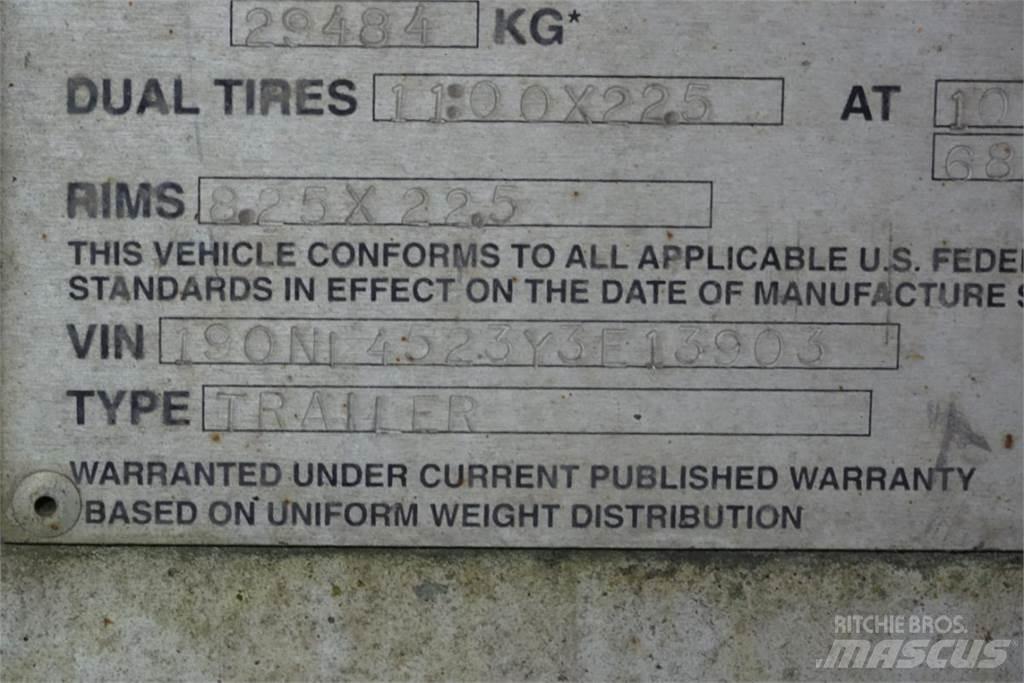 29484 KG*
DUAL TIRES 11:00X22.5 AT 10
68
RIMS 8.25X 22.5
THIS VEHICLE CONFORMS TO ALL APPLICABLE U.S. FEDE
STANDARDS IN EFFECT ON THE DATE OF MANUFACTURE S
VIN 190NL4523Y3E13903
TYPE TRAILER
WARRANTED UNDER CURRENT PUBLISHED WARRANTY
BASED ON UNIFORM WEIGHT DISTRIBUTION
RITCHIE BROS.
MASCUS